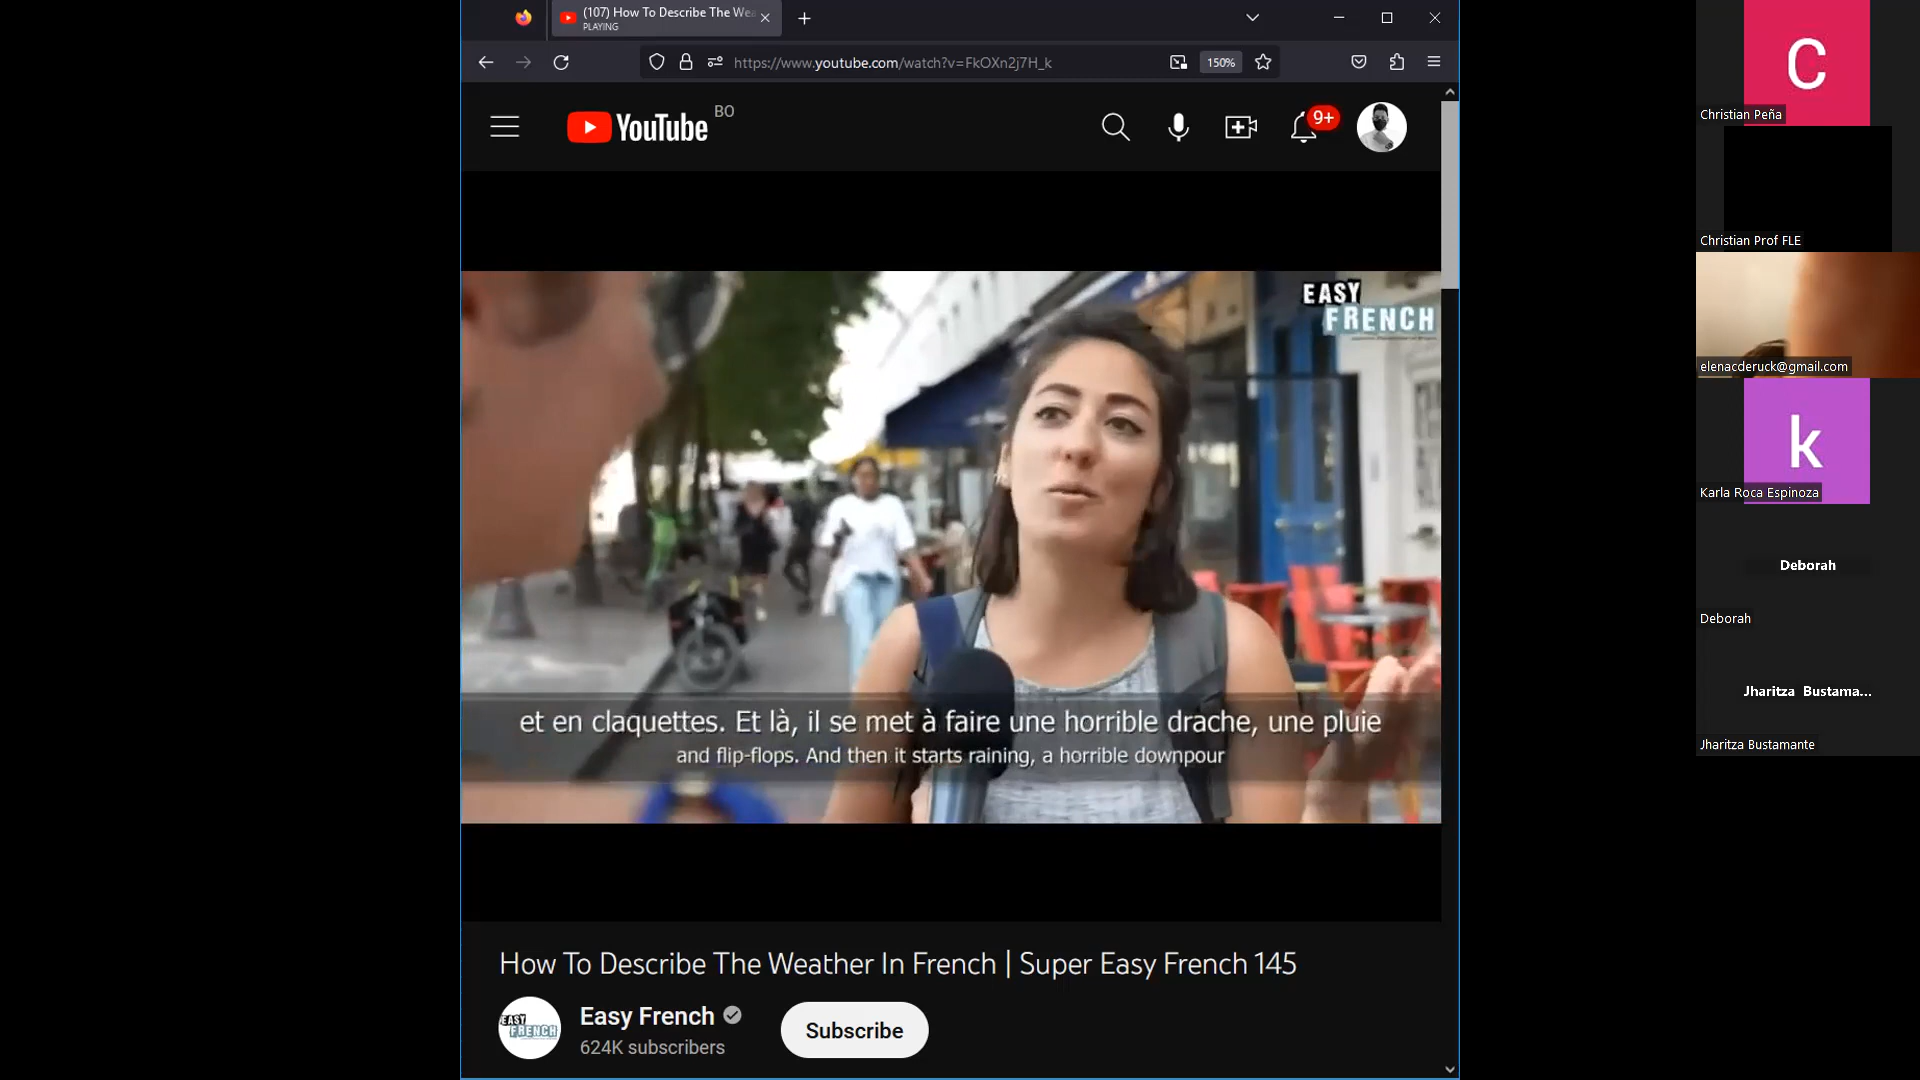 (107) How To Describe The Wea
PLAYING
https://www.youtube.com/watch?v=FkOXn2j7H_k
150%
YouTube
BO
9+
EASY
FRENCH
et en claquettes. Et là, il se met à faire une horrible drache, une pluie
and flip-flops. And then it starts raining, a horrible downpour
How To Describe The Weather In French | Super Easy French 145
EASY
FRENCH
Easy French
624K subscribers
Subscribe
C
Christian Peña
Christian Prof FLE
elenacderuck@gmail.com
k
Karla Roca Espinoza
Deborah
Deborah
Jharitza Bustama...
Jharitza Bustamante